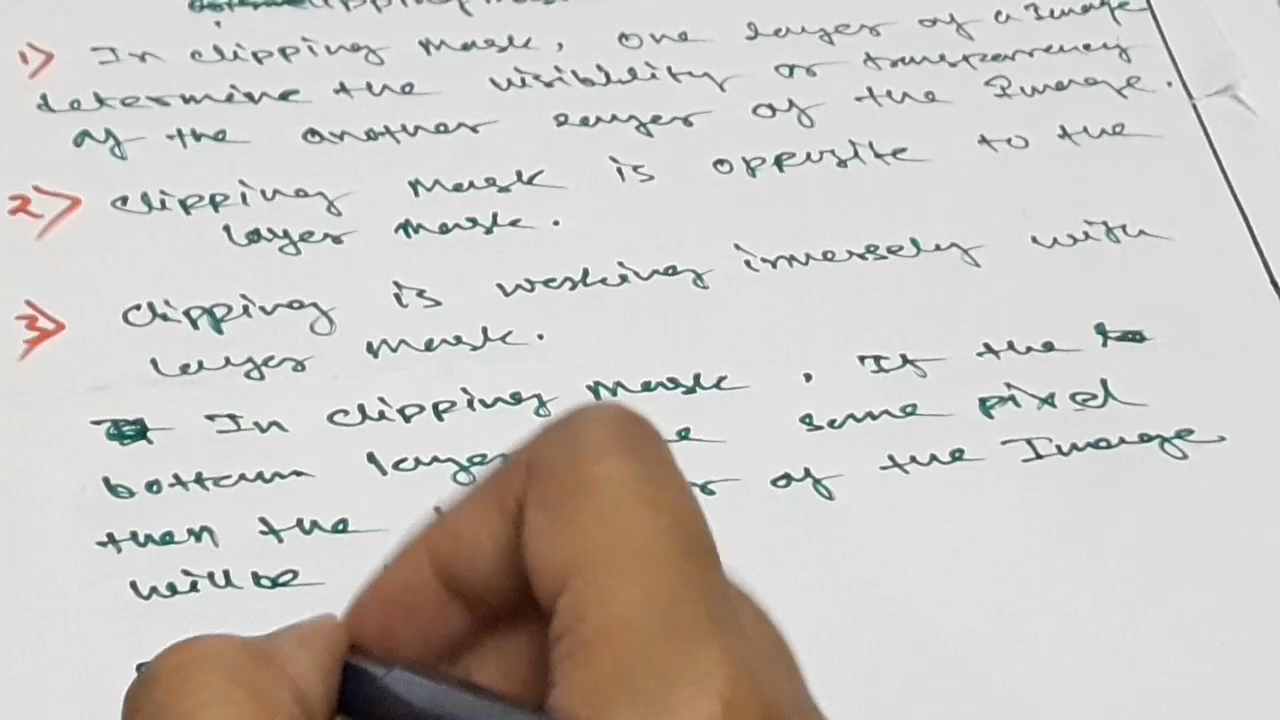 1) In clipping mask, one layer of a Image
determine the visibility or transparency
of the another layer of the Image.
2) Clipping Mask is opposite to the
layer mask.
3) Clipping is working inversely with
layer mask.
In clipping mask, If the
bottom layer some pixel
then the of the Image
will be